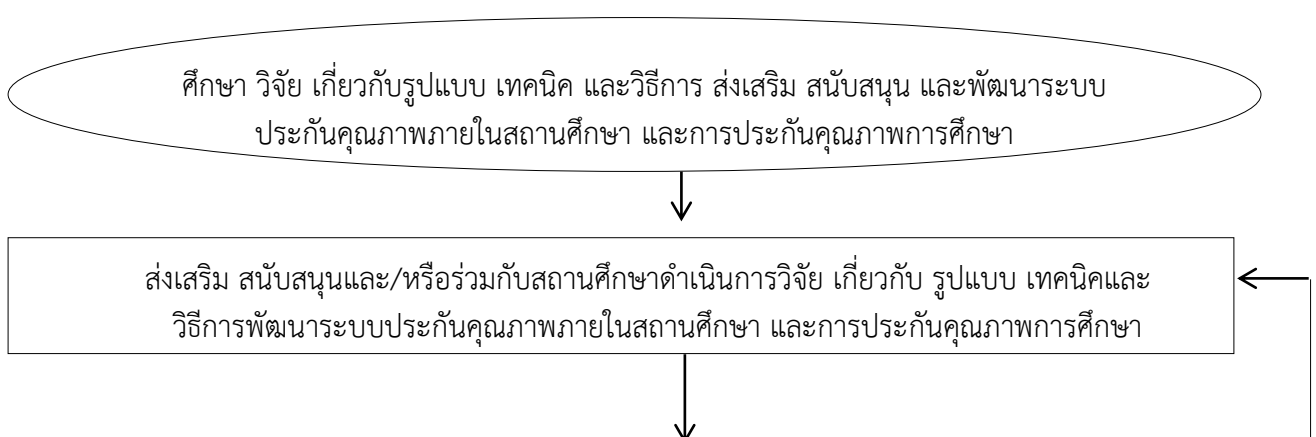 ศึกษา วิจัย เกี่ยวกับรูปแบบ เทคนิค และวิธีการ ส่งเสริม สนับสนุน และพัฒนาระบบ
ประกันคุณภาพภายในสถานศึกษา และการประกันคุณภาพการศึกษา
ส่งเสริม สนับสนุนและ/หรือร่วมกับสถานศึกษาดำเนินการวิจัย เกี่ยวกับ รูปแบบ เทคนิคและ
วิธีการพัฒนาระบบประกันคุณภาพภายในสถานศึกษา และการประกันคุณภาพการศึกษา